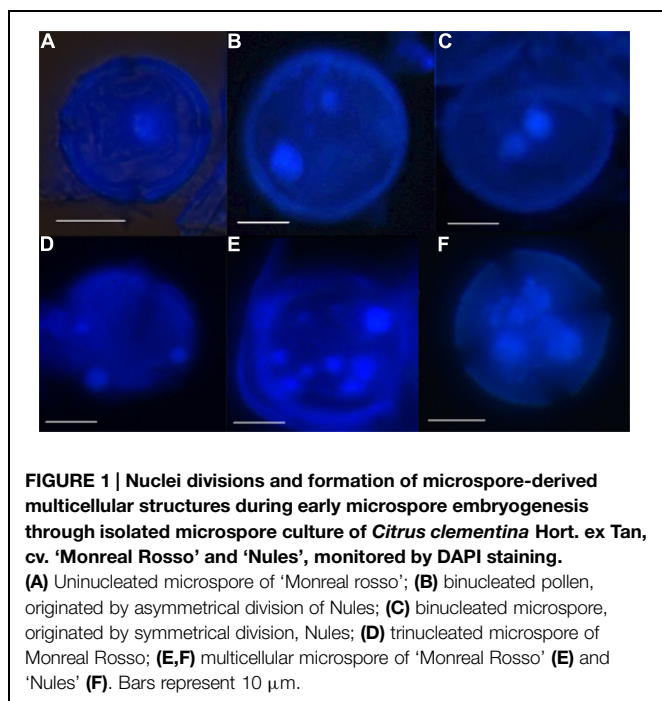 A B C
D E F
FIGURE 1 | Nuclei divisions and formation of microspore-derived
multicellular structures during early microspore embryogenesis
through isolated microspore culture of Citrus clementina Hort. ex Tan,
cv. ‘Monreal Rosso’ and ‘Nules’, monitored by DAPI staining.
(A) Uninucleated microspore of ‘Monreal rosso’; (B) binucleated pollen,
originated by asymmetrical division of Nules; (C) binucleated microspore,
originated by symmetrical division, Nules; (D) trinucleated microspore of
Monreal Rosso; (E,F) multicellular microspore of ‘Monreal Rosso’ (E) and
‘Nules’ (F). Bars represent 10 μm.